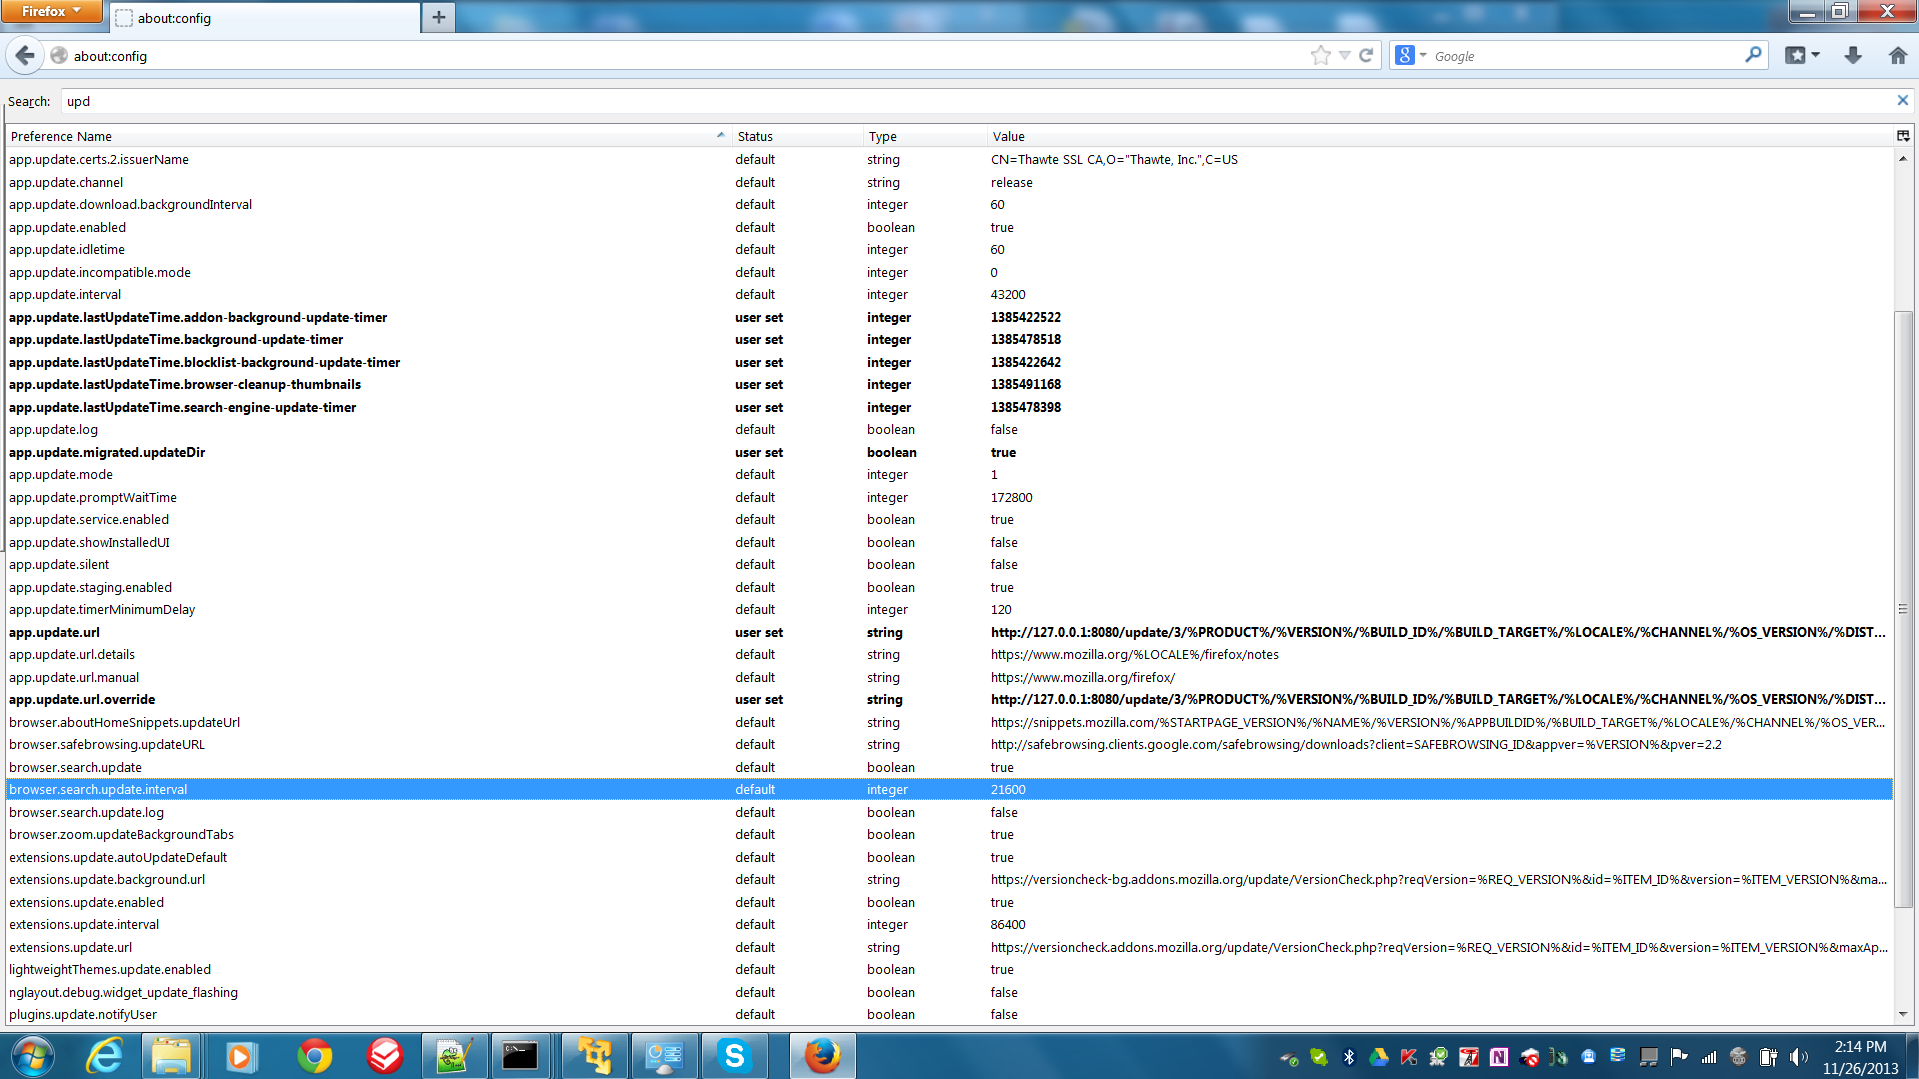 Firefox
about:config
about:config
Google
Search: upd
Preference Name Status Type Value
app.update.certs.2.issuerName default string CN=Thawte SSL CA,O="Thawte, Inc.",C=US
app.update.channel default string release
app.update.download.backgroundInterval default integer 60
app.update.enabled default boolean true
app.update.idletime default integer 60
app.update.incompatible.mode default integer 0
app.update.interval default integer 43200
app.update.lastUpdateTime.addon-background-update-timer user set integer 1385422522
app.update.lastUpdateTime.background-update-timer user set integer 1385478518
app.update.lastUpdateTime.blocklist-background-update-timer user set integer 1385422642
app.update.lastUpdateTime.browser-cleanup-thumbnails user set integer 1385491168
app.update.lastUpdateTime.search-engine-update-timer user set integer 1385478398
app.update.log default boolean false
app.update.migrated.updateDir user set boolean true
app.update.mode default integer 1
app.update.promptWaitTime default integer 172800
app.update.service.enabled default boolean true
app.update.showInstalledUI default boolean false
app.update.silent default boolean false
app.update.staging.enabled default boolean true
app.update.timerMinimumDelay default integer 120
app.update.url user set string http://127.0.0.1:8080/update/3/%PRODUCT%/%VERSION%/%BUILD_ID%/%BUILD_TARGET%/%LOCALE%/%CHANNEL%/%OS_VERSION%/%DIST...
app.update.url.details default string https://www.mozilla.org/%LOCALE%/firefox/notes
app.update.url.manual default string https://www.mozilla.org/firefox/
app.update.url.override user set string http://127.0.0.1:8080/update/3/%PRODUCT%/%VERSION%/%BUILD_ID%/%BUILD_TARGET%/%LOCALE%/%CHANNEL%/%OS_VERSION%/%DIST...
browser.aboutHomeSnippets.updateUrl default string https://snippets.mozilla.com/%STARTPAGE_VERSION%/%NAME%/%VERSION%/%APPBUILDID%/%BUILD_TARGET%/%LOCALE%/%CHANNEL%/%OS_VER...
browser.safebrowsing.updateURL default string http://safebrowsing.clients.google.com/safebrowsing/downloads?client=SAFEBROWSING_ID&appver=%VERSION%&pver=2.2
browser.search.update default boolean true
browser.search.update.interval default integer 21600
browser.search.update.log default boolean false
browser.zoom.updateBackgroundTabs default boolean true
extensions.update.autoUpdateDefault default boolean true
extensions.update.background.url default string https://versioncheck-bg.addons.mozilla.org/update/VersionCheck.php?reqVersion=%REQ_VERSION%&id=%ITEM_ID%&version=%ITEM_VERSION%&ma...
extensions.update.enabled default boolean true
extensions.update.interval default integer 86400
extensions.update.url default string https://versioncheck.addons.mozilla.org/update/VersionCheck.php?reqVersion=%REQ_VERSION%&id=%ITEM_ID%&version=%ITEM_VERSION%&maxAp...
lightweightThemes.update.enabled default boolean true
nglayout.debug.widget_update_flashing default boolean false
plugins.update.notifyUser default boolean false
2:14 PM
11/26/2013